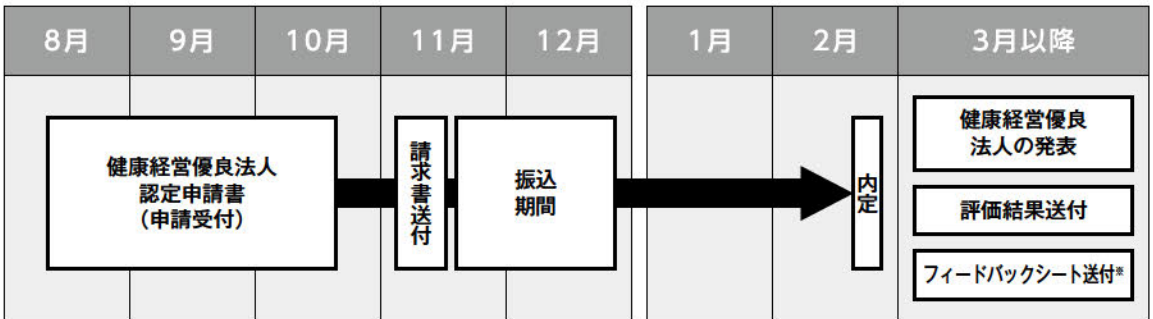 8月
9月
10月
11月
12月
1月
2月
3月以降
健康経営優良法人
認定申請書
（申請受付）
請求書送付
振込
期間
内定
健康経営優良
法人の発表
評価結果送付
フィードバックシート送付※